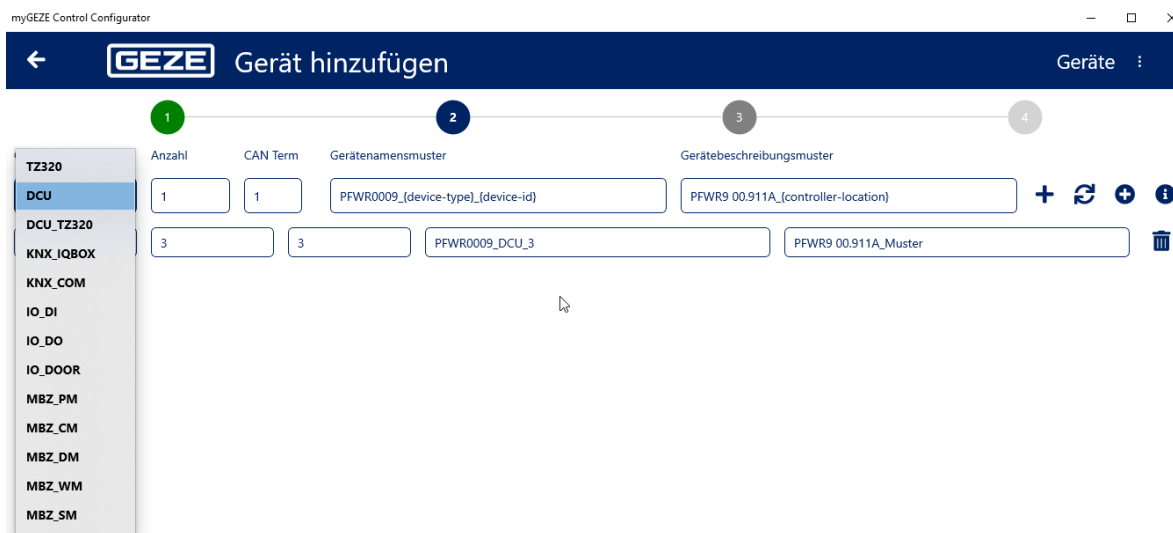 myGEZE Control Configurator
GEZE Gerät hinzufügen Geräte
1 2 3 4
Anzahl CAN Term Gerätenamensmuster Gerätebeschreibungsmuster
1 1 PFWR0009_{device-type}_{device-id} PFWR9 00.911A_{controller-location}
3 3 PFWR0009_DCU_3 PFWR9 00.911A_Muster
TZ320
DCU
DCU_TZ320
KNX_IQBOX
KNX_COM
IO_DI
IO_DO
IO_DOOR
MBZ_PM
MBZ_CM
MBZ_DM
MBZ_WM
MBZ_SM